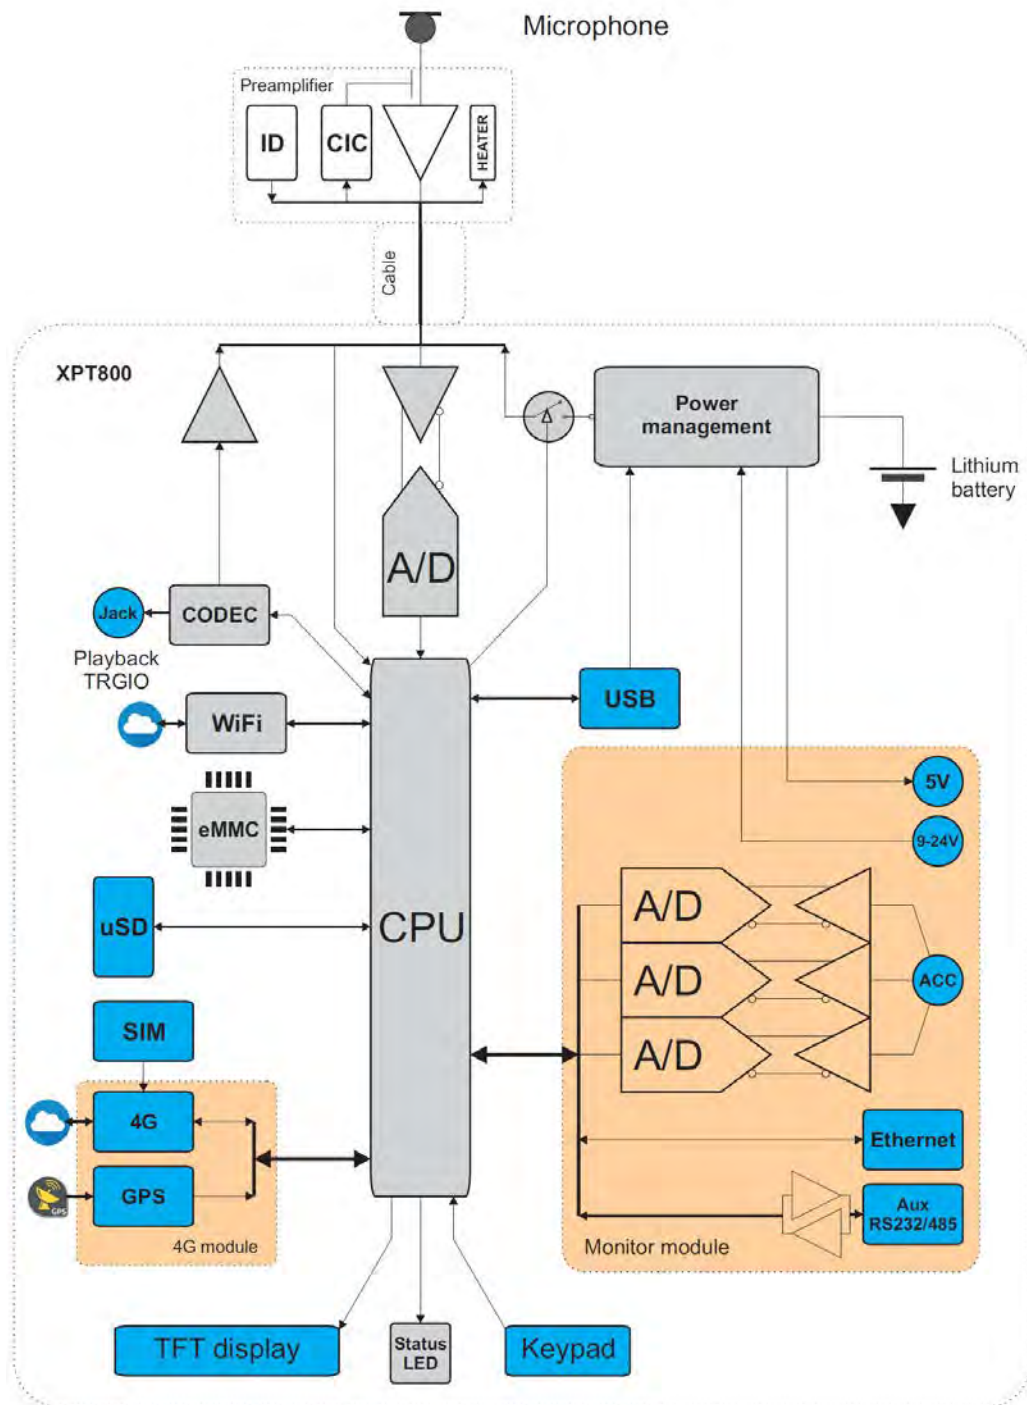 Microphone
Preamplifier
ID
CIC
HEATER
Cable
XPT800
Power
management
Lithium
battery
A/D
Jack
CODEC
Playback
TRGIO
WiFi
USB
5V
eMMC
9-24V
uSD
CPU
A/D
A/D
ACC
A/D
SIM
4G
Ethernet
GPS
GPS
Aux
RS232/485
4G module
Monitor module
TFT display
Status
LED
Keypad